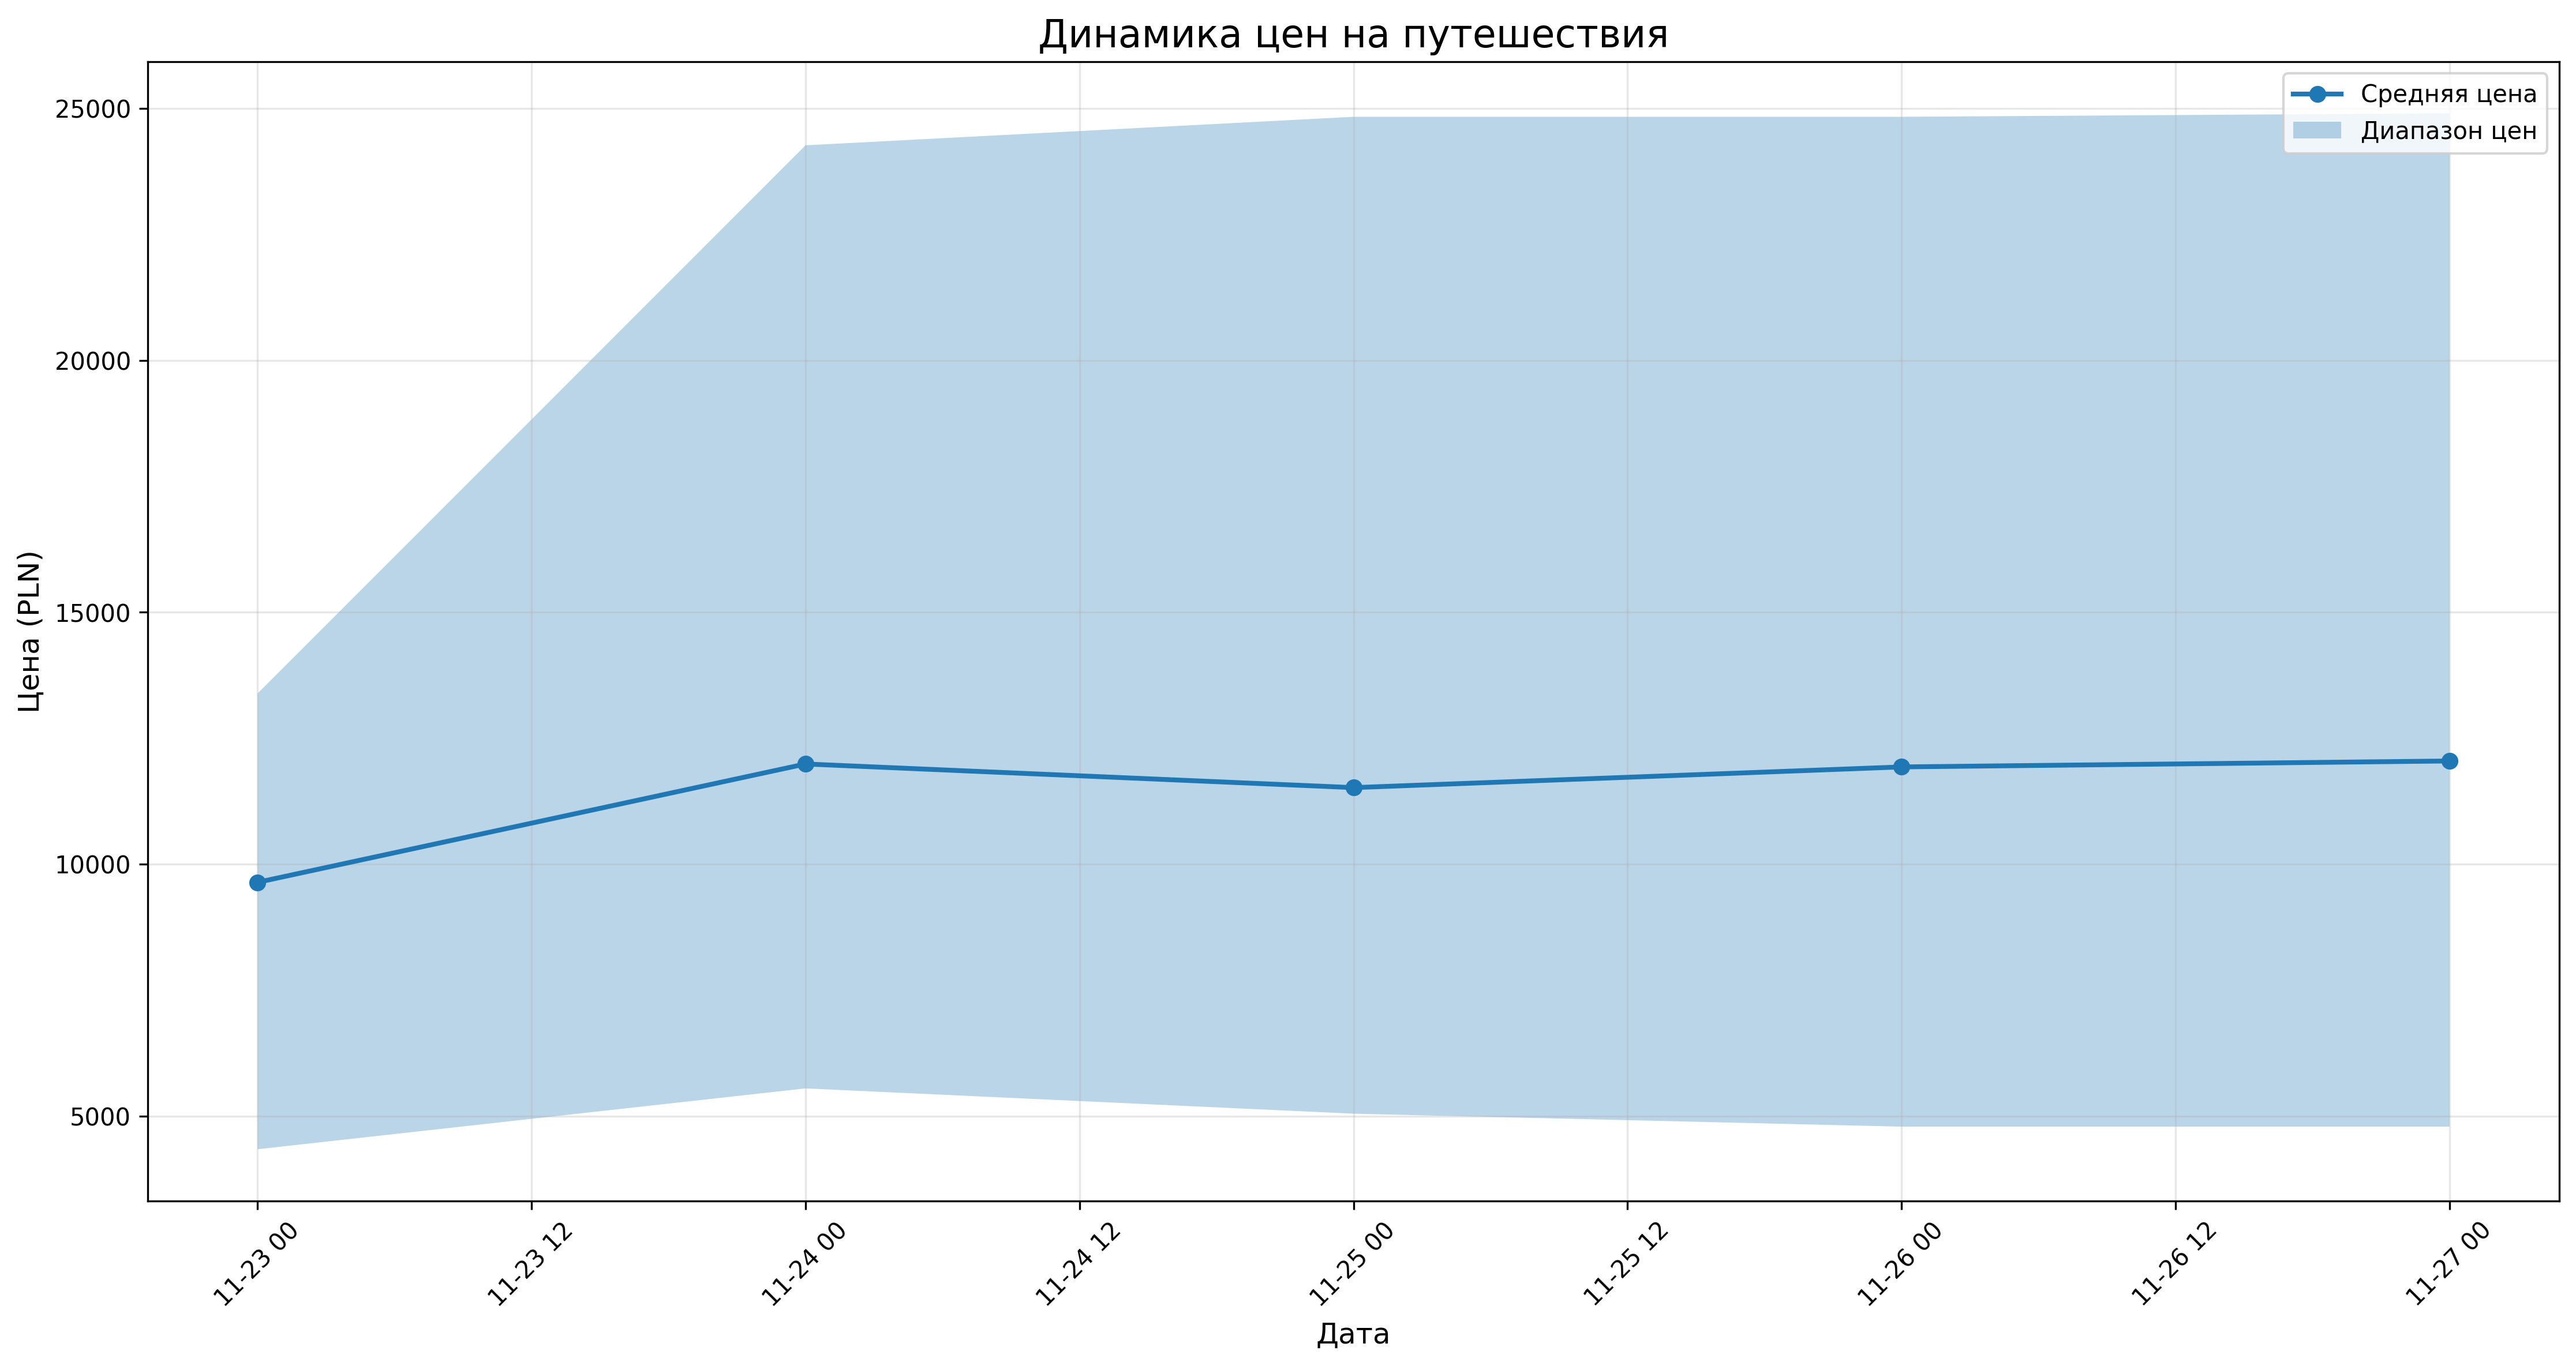 Динамика цен на путешествия
Средняя цена
Диапазон цен
Цена (PLN)
25000
20000
15000
10000
5000
11-23 00
11-23 12
11-24 00
11-24 12
11-25 00
11-25 12
11-26 00
11-26 12
11-27 00
Дата